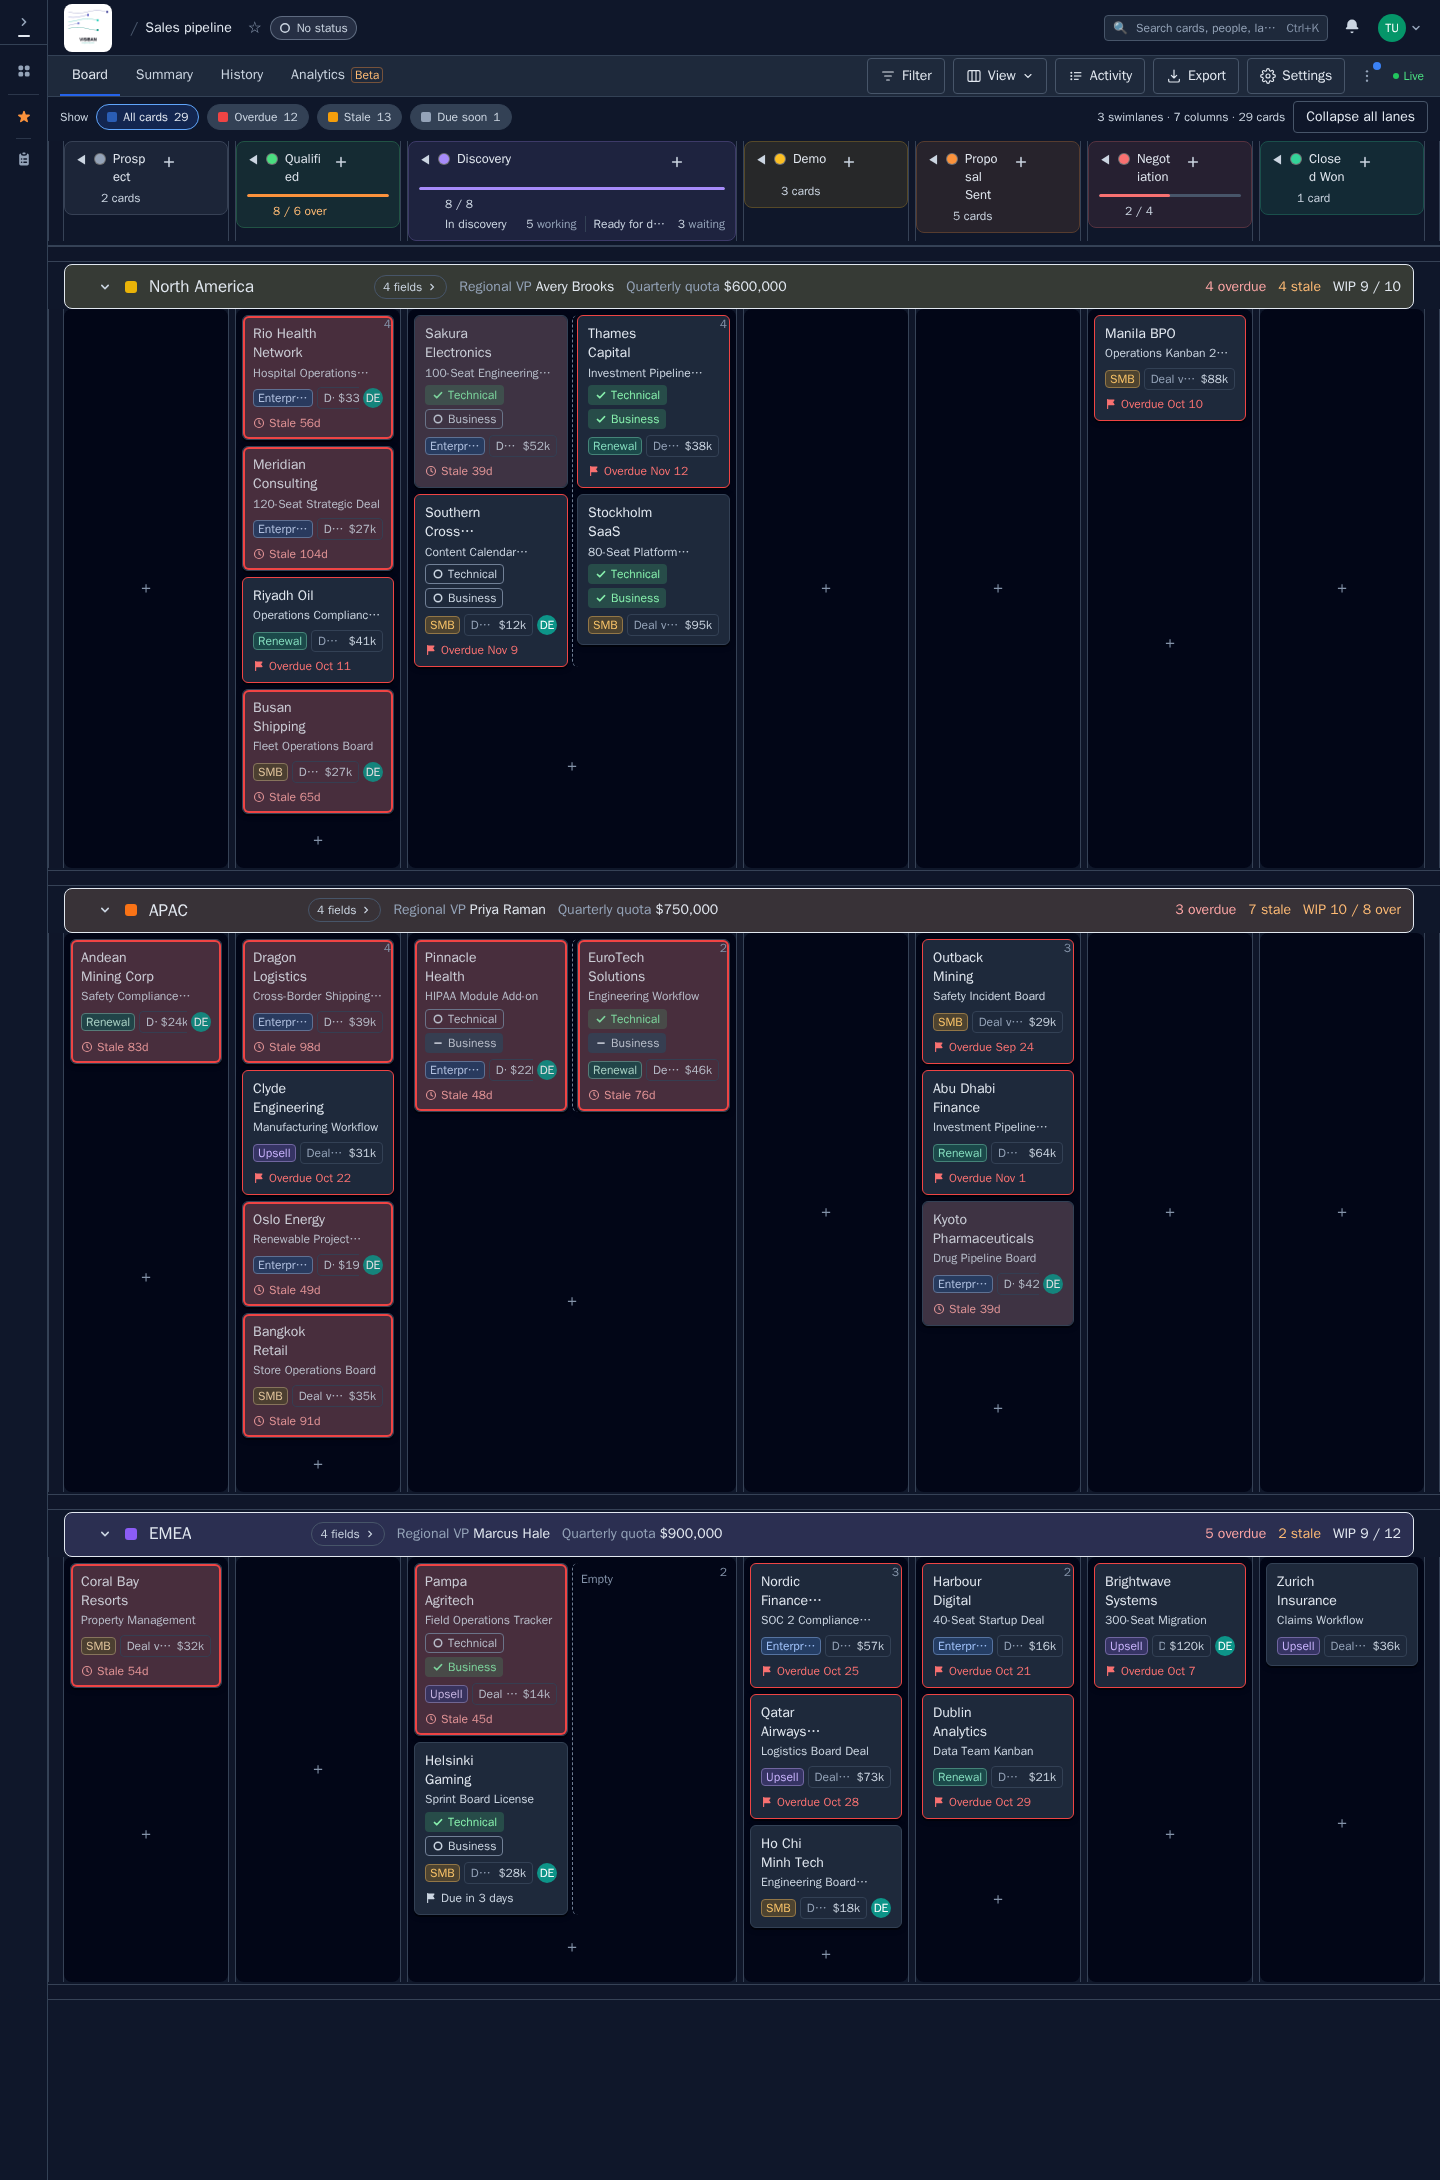 / Sales pipeline
No status
Search cards, people, la··· Ctrl+K
TU
Board Summary History Analytics Beta
Filter View Activity Export Settings Live
Show All cards 29 Overdue 12 Stale 13 Due soon 1
3 swimlanes · 7 columns · 29 cards Collapse all lanes
Prosp
ect
2 cards
Qualifi
ed
8 / 6 over
Discovery
8 / 8
In discovery 5 working Ready for d··· 3 waiting
Demo
3 cards
Propo
sal
Sent
5 cards
Negot
iation
2 / 4
Close
d Won
1 card
North America 4 fields Regional VP Avery Brooks Quarterly quota $600,000 4 overdue 4 stale WIP 9 / 10
4
Rio Health
Network
Hospital Operations···
Enterpr··· D· $33 DE
Stale 56d
Meridian
Consulting
120-Seat Strategic Deal
Enterpr··· D··· $27k
Stale 104d
Riyadh Oil
Operations Complianc···
Renewal D··· $41k
Overdue Oct 11
Busan
Shipping
Fleet Operations Board
SMB D··· $27k DE
Stale 65d
Sakura
Electronics
100-Seat Engineering···
Technical
Business
Enterpr··· D··· $52k
Stale 39d
Southern
Cross···
Content Calendar···
Technical
Business
SMB D··· $12k DE
Overdue Nov 9
4
Thames
Capital
Investment Pipeline···
Technical
Business
Renewal De··· $38k
Overdue Nov 12
Stockholm
SaaS
80-Seat Platform···
Technical
Business
SMB Deal v··· $95k
Manila BPO
Operations Kanban 2···
SMB Deal v··· $88k
Overdue Oct 10
APAC 4 fields Regional VP Priya Raman Quarterly quota $750,000 3 overdue 7 stale WIP 10 / 8 over
Andean
Mining Corp
Safety Compliance···
Renewal D· $24k DE
Stale 83d
4
Dragon
Logistics
Cross-Border Shipping···
Enterpr··· D··· $39k
Stale 98d
Clyde
Engineering
Manufacturing Workflow
Upsell Deal··· $31k
Overdue Oct 22
Oslo Energy
Renewable Project···
Enterpr··· D· $19 DE
Stale 49d
Bangkok
Retail
Store Operations Board
SMB Deal v··· $35k
Stale 91d
Pinnacle
Health
HIPAA Module Add-on
Technical
Business
Enterpr··· D· $22 DE
Stale 48d
2
EuroTech
Solutions
Engineering Workflow
Technical
Business
Renewal De··· $46k
Stale 76d
3
Outback
Mining
Safety Incident Board
SMB Deal v··· $29k
Overdue Sep 24
Abu Dhabi
Finance
Investment Pipeline···
Renewal D··· $64k
Overdue Nov 1
Kyoto
Pharmaceuticals
Drug Pipeline Board
Enterpr··· D· $42 DE
Stale 39d
EMEA 4 fields Regional VP Marcus Hale Quarterly quota $900,000 5 overdue 2 stale WIP 9 / 12
Coral Bay
Resorts
Property Management
SMB Deal v··· $32k
Stale 54d
Pampa
Agritech
Field Operations Tracker
Technical
Business
Upsell Deal ··· $14k
Stale 45d
Helsinki
Gaming
Sprint Board License
Technical
Business
SMB D··· $28k DE
Due in 3 days
Empty 2
3
Nordic
Finance···
SOC 2 Compliance···
Enterpr··· D··· $57k
Overdue Oct 25
Qatar
Airways···
Logistics Board Deal
Upsell Deal··· $73k
Overdue Oct 28
Ho Chi
Minh Tech
Engineering Board···
SMB D··· $18k DE
2
Harbour
Digital
40-Seat Startup Deal
Enterpr··· D··· $16k
Overdue Oct 21
Dublin
Analytics
Data Team Kanban
Renewal D··· $21k
Overdue Oct 29
Brightwave
Systems
300-Seat Migration
Upsell D $120k DE
Overdue Oct 7
Zurich
Insurance
Claims Workflow
Upsell Deal··· $36k